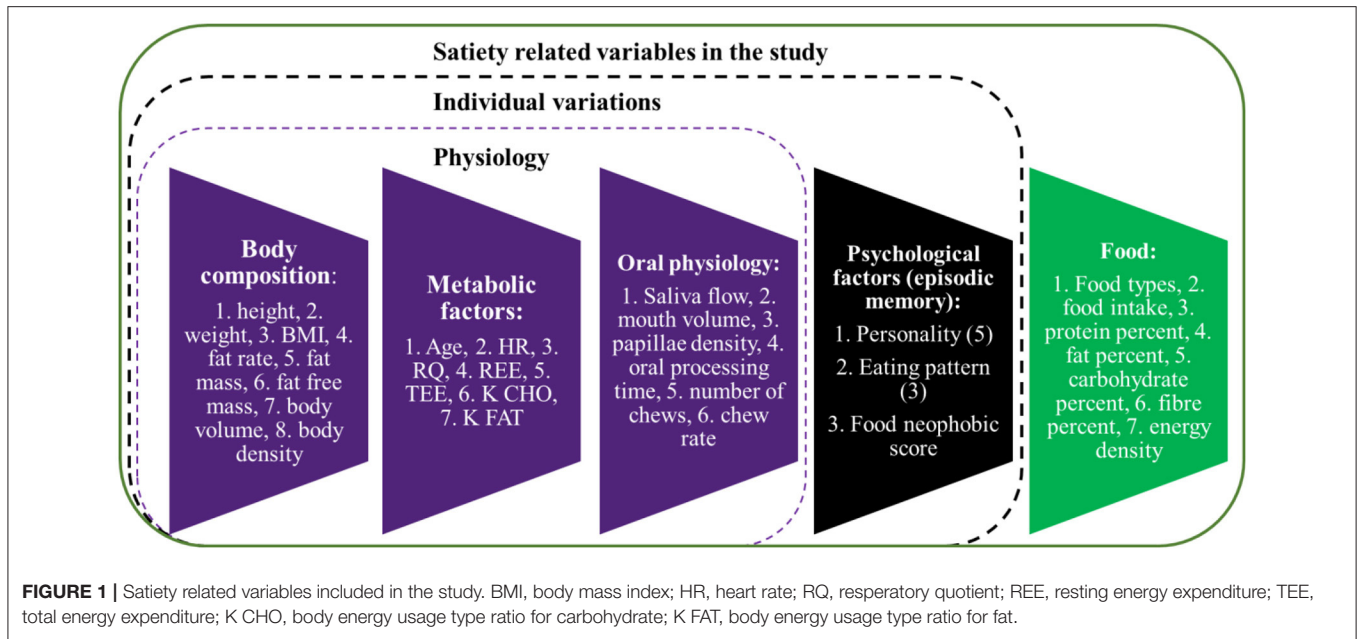 Satiety related variables in the study
Individual variations
Physiology
Body
composition:
1. height, 2.
weight, 3. BMI, 4.
fat rate, 5. fat
mass, 6. fat free
mass, 7. body
volume, 8. body
density
Metabolic
factors:
1. Age, 2. HR, 3.
RQ, 4. REE, 5.
TEE, 6. K CHO,
7. K FAT
Oral physiology:
1. Saliva flow, 2.
mouth volume, 3.
papillae density, 4.
oral processing
time, 5. number of
chews, 6. chew
rate
Psychological
factors (episodic
memory):
1. Personality (5)
2. Eating pattern
(3)
3. Food neophobic
score
Food:
1. Food types, 2.
food intake, 3.
protein percent, 4.
fat percent, 5.
carbohydrate
percent, 6. fibre
percent, 7. energy
density
FIGURE 1 | Satiety related variables included in the study. BMI, body mass index; HR, heart rate; RQ, resperatory quotient; REE, resting energy expenditure; TEE,
total energy expenditure; K CHO, body energy usage type ratio for carbohydrate; K FAT, body energy usage type ratio for fat.